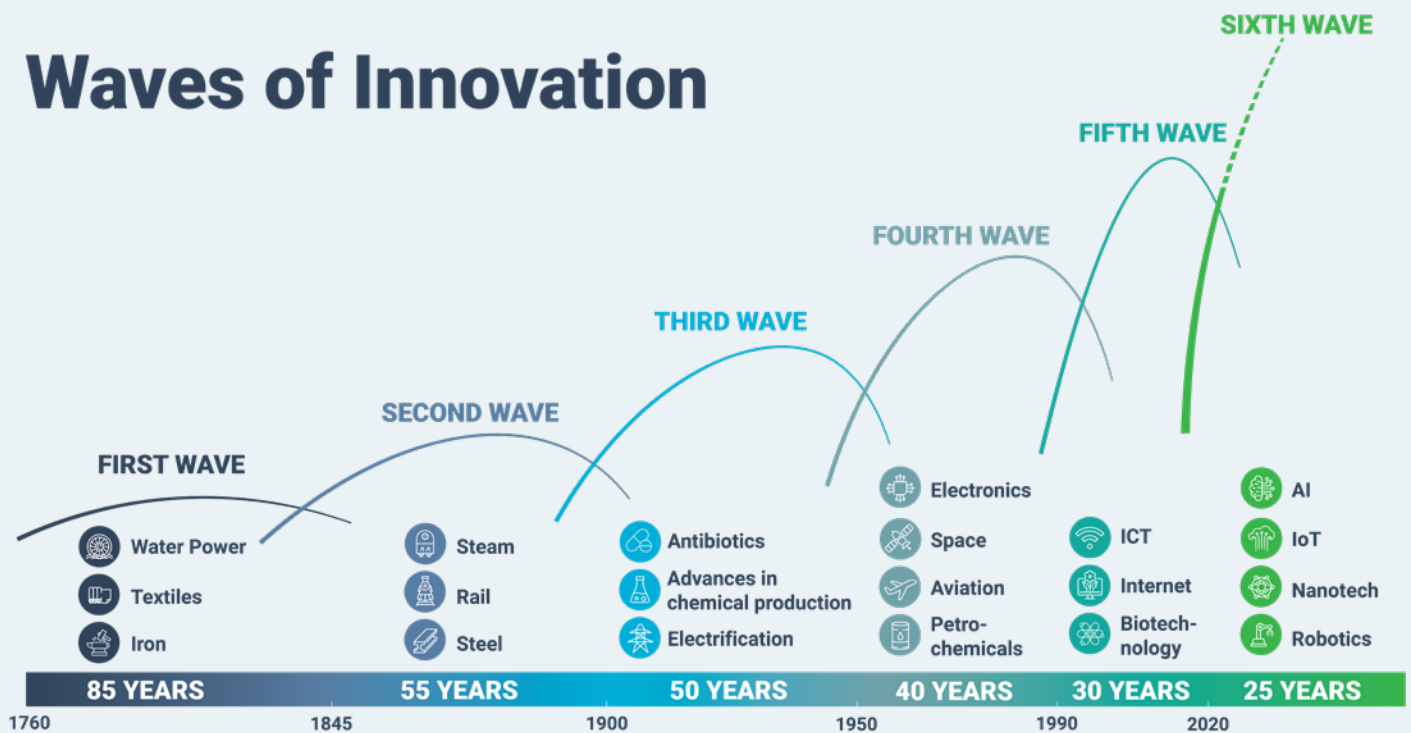 Waves of Innovation
FIRST WAVE
Water Power
Textiles
Iron
SECOND WAVE
Steam
Rail
Steel
THIRD WAVE
Antibiotics
Advances in
chemical production
Electrification
FOURTH WAVE
Electronics
Space
Aviation
Petro-
chemicals
FIFTH WAVE
ICT
Internet
Biotech-
nology
SIXTH WAVE
AI
IoT
Nanotech
Robotics
85 YEARS 55 YEARS 50 YEARS 40 YEARS 30 YEARS 25 YEARS
1760 1845 1900 1950 1990 2020